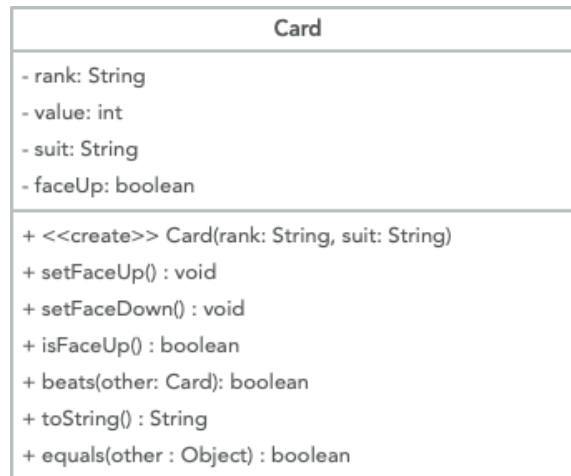 Card
- rank: String
- value: int
- suit: String
- faceUp: boolean
+ <<create>> Card(rank: String, suit: String)
+ setFaceUp() : void
+ setFaceDown() : void
+ isFaceUp() : boolean
+ beats(other: Card): boolean
+ toString() : String
+ equals(other : Object) : boolean